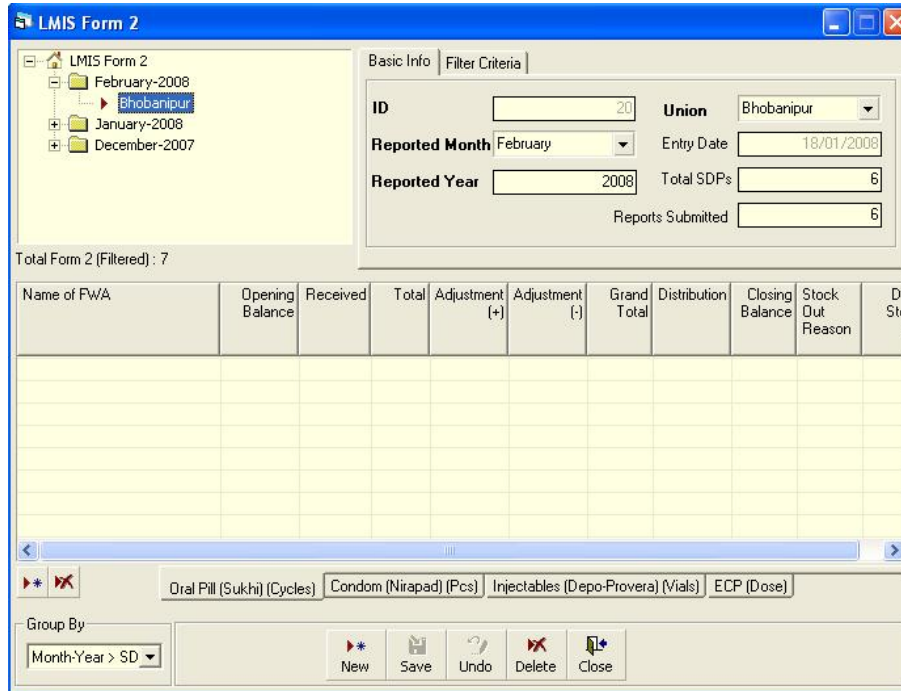 LMIS Form 2
LMIS Form 2
February-2008
Bhobanipur
January-2008
December-2007
Total Form 2 (Filtered) : 7
Basic Info Filter Criteria
ID 20 Union Bhobanipur
Reported Month February Entry Date 18/01/2008
Reported Year 2008 Total SDPs 6
Reports Submitted 6
Name of FWA Opening Received Total Adjustment Adjustment Grand Distribution Closing Stock D
Balance (+) (-) Total Balance Out St
Reason
Oral Pill (Sukhi) (Cycles) Condom (Nirapad) (Pcs) Injectables (Depo-Provera) (Vials) ECP (Dose)
Group By
Month-Year > SD
New Save Undo Delete Close